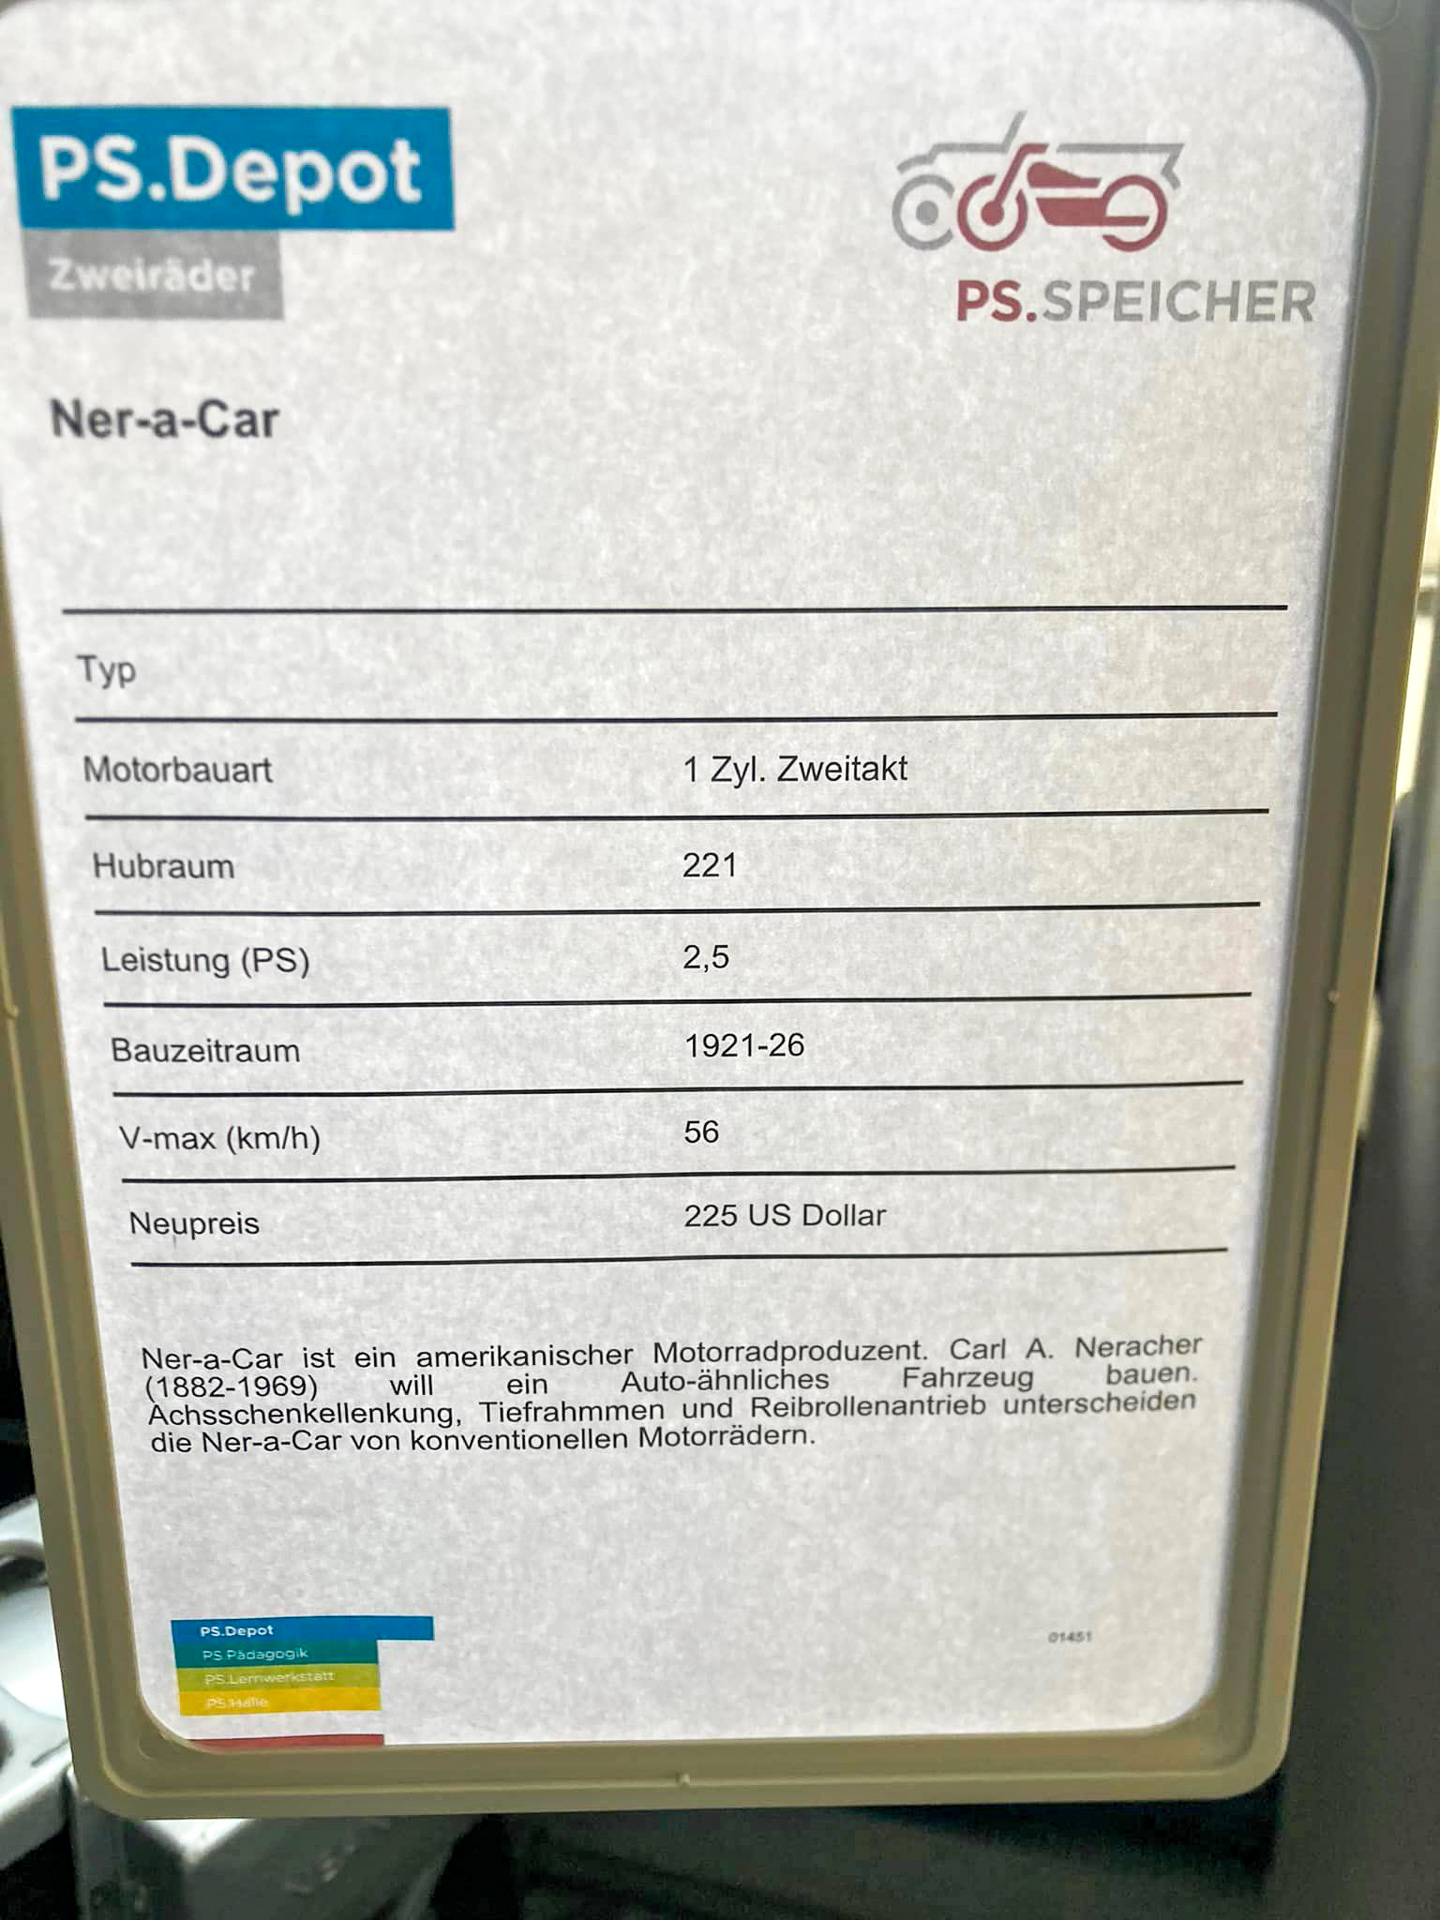 PS.Depot
Zweiräder
PS.SPEICHER
Ner-a-Car
Typ
Motorbauart 1 Zyl. Zweitakt
Hubraum 221
Leistung (PS) 2,5
Bauzeitraum 1921-26
V-max (km/h) 56
Neupreis 225 US Dollar
Ner-a-Car ist ein amerikanischer Motorradproduzent. Carl A. Neracher
(1882-1969) will ein Auto-ähnliches Fahrzeug bauen.
Achsschenkellenkung, Tiefrahmmen und Reibrollenantrieb unterscheiden
die Ner-a-Car von konventionellen Motorrädern.
PS.Depot
PS.Pädagogik
PS.Lernwerkstatt
PS.Halle
01451